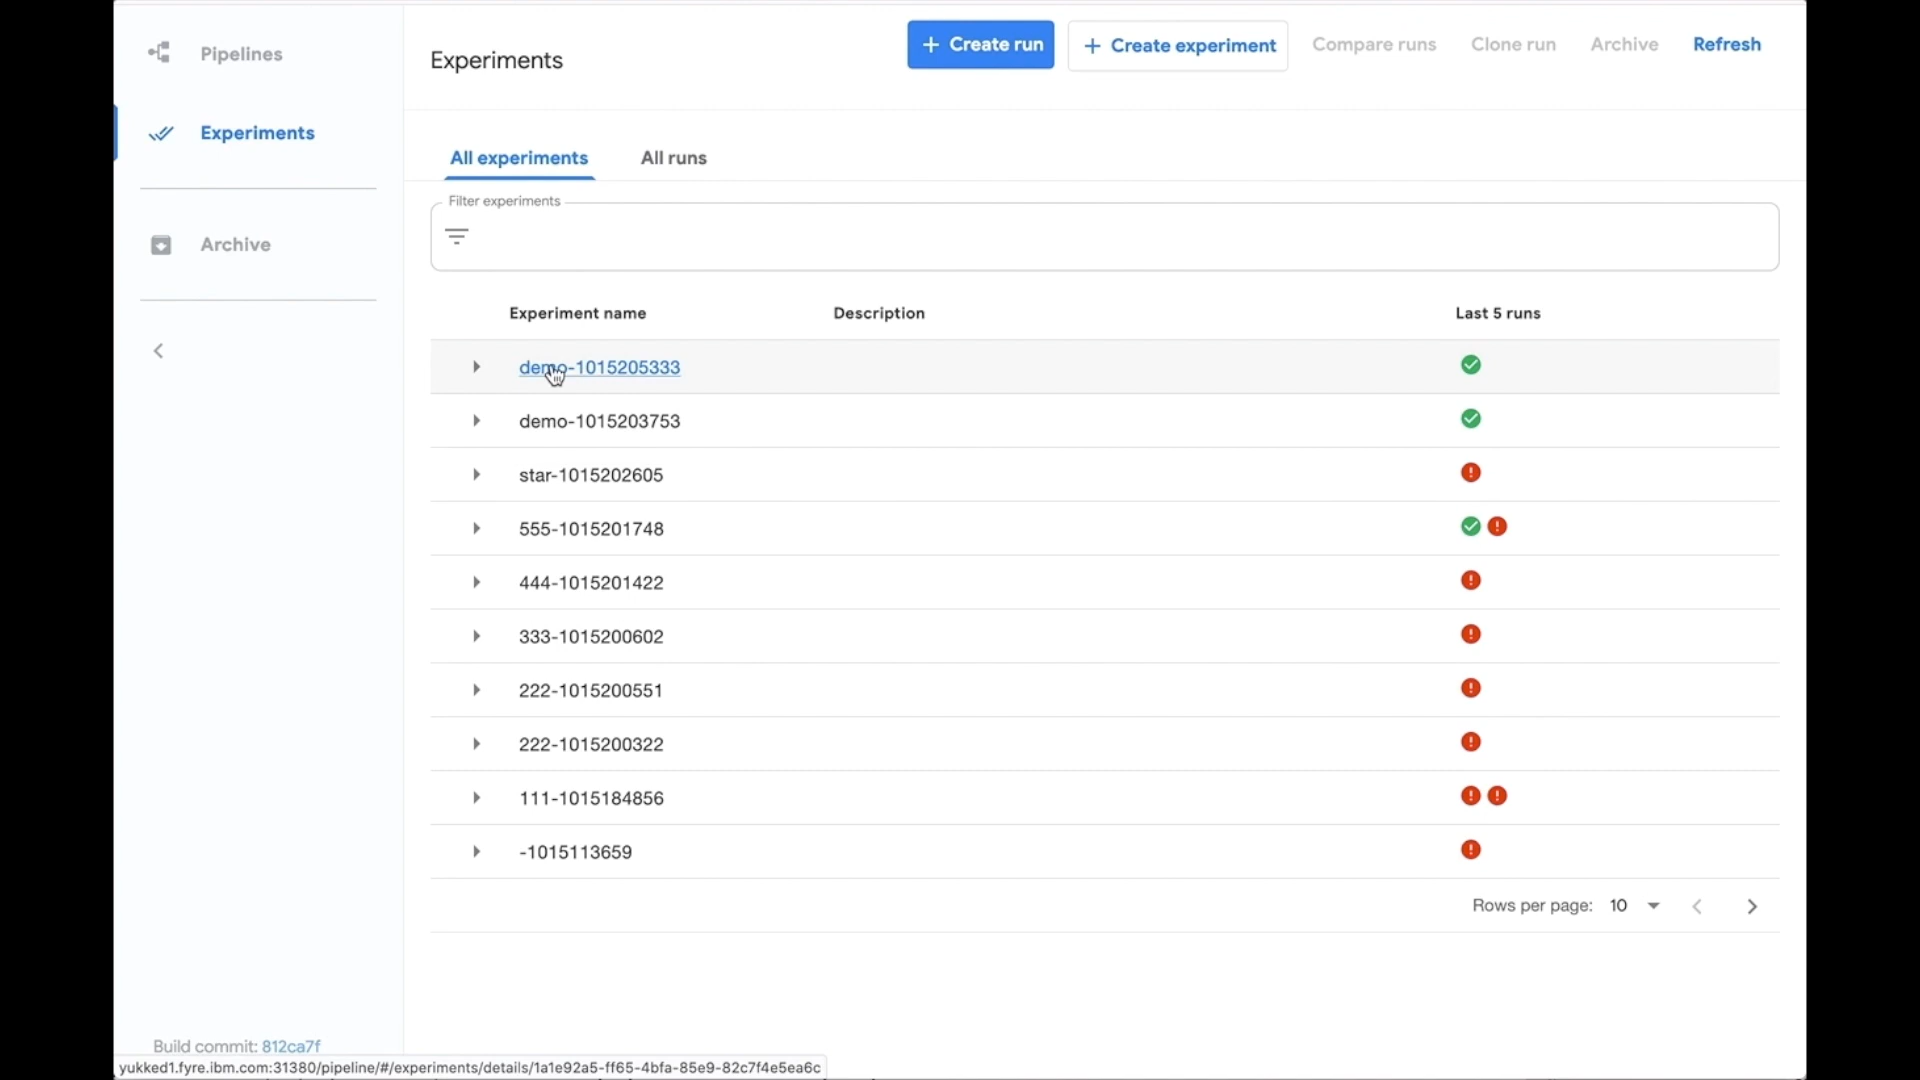 Pipelines
Experiments
Archive
Experiments
+ Create run
+ Create experiment
Compare runs
Clone run
Archive
Refresh
All experiments
All runs
Filter experiments
Experiment name Description Last 5 runs
demo-1015205333
demo-1015203753
star-1015202605
555-1015201748
444-1015201422
333-1015200602
222-1015200551
222-1015200322
111-1015184856
-1015113659
Rows per page: 10
Build commit: 812ca7f
yukked1.fyre.ibm.com:31380/pipeline/#/experiments/details/1a1e92a5-ff65-4bfa-85e9-82c7f4e5ea6c